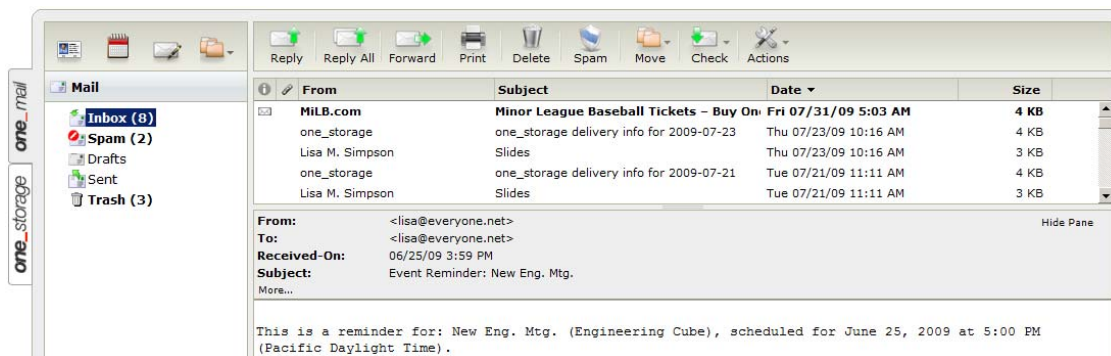 one_mail
one_storage
Reply Reply All Forward Print Delete Spam Move Check Actions
Mail
Inbox (8)
Spam (2)
Drafts
Sent
Trash (3)
From Subject Date Size
MiLB.com Minor League Baseball Tickets – Buy On Fri 07/31/09 5:03 AM 4 KB
one_storage one_storage delivery info for 2009-07-23 Thu 07/23/09 10:16 AM 4 KB
Lisa M. Simpson Slides Thu 07/23/09 10:16 AM 3 KB
one_storage one_storage delivery info for 2009-07-21 Tue 07/21/09 11:11 AM 4 KB
Lisa M. Simpson Slides Tue 07/21/09 11:11 AM 3 KB
From: <lisa@everyone.net> Hide Pane
To: <lisa@everyone.net>
Received-On: 06/25/09 3:59 PM
Subject: Event Reminder: New Eng. Mtg.
More...
This is a reminder for: New Eng. Mtg. (Engineering Cube), scheduled for June 25, 2009 at 5:00 PM
(Pacific Daylight Time).